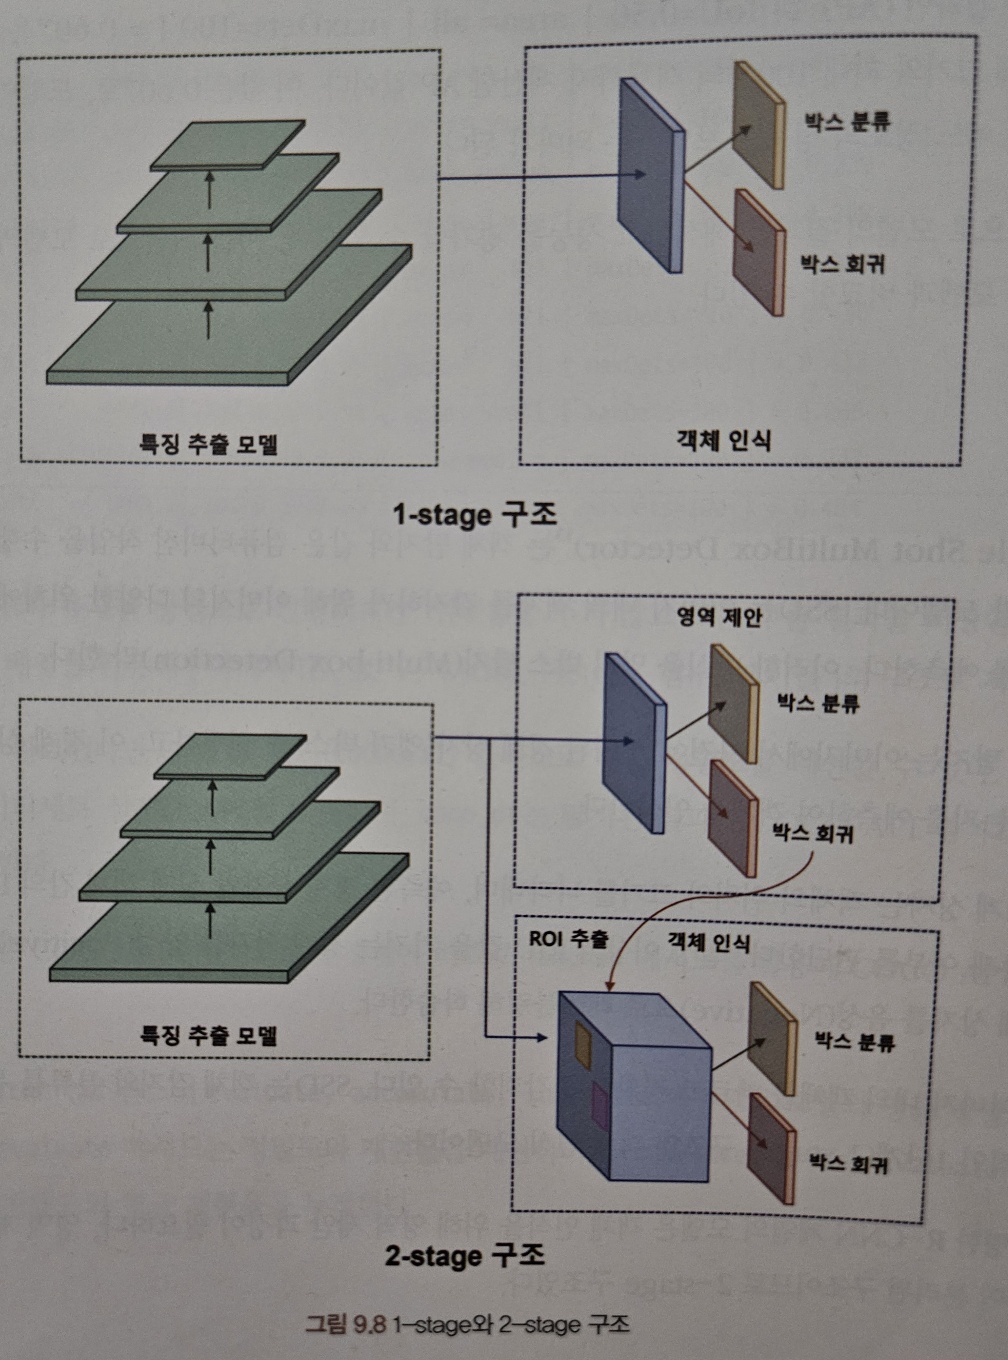 박스 분류
박스 회귀
특징 추출 모델
객체 인식
1-stage 구조
영역 제안
박스 분류
박스 회귀
ROI 추출
객체 인식
특징 추출 모델
박스 분류
박스 회귀
2-stage 구조
그림 9.8 1-stage와 2-stage 구조